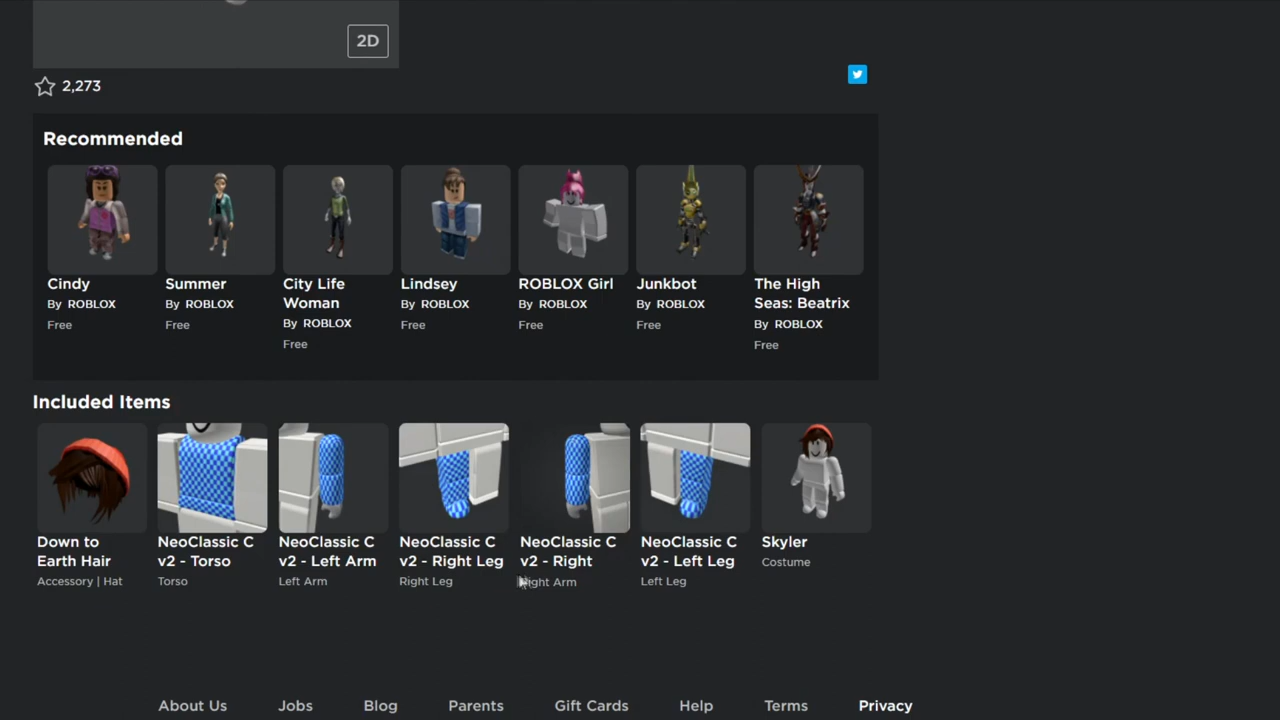 2D
2,273
Recommended
Cindy
By ROBLOX
Free
Summer
By ROBLOX
Free
City Life
Woman
By ROBLOX
Free
Lindsey
By ROBLOX
Free
ROBLOX Girl
By ROBLOX
Free
Junkbot
By ROBLOX
Free
The High
Seas: Beatrix
By ROBLOX
Free
Included Items
Down to
Earth Hair
Accessory | Hat
NeoClassic C
v2 - Torso
Torso
NeoClassic C
v2 - Left Arm
Left Arm
NeoClassic C
v2 - Right Leg
Right Leg
NeoClassic C
v2 - Right
Right Arm
NeoClassic C
v2 - Left Leg
Left Leg
Skyler
Costume
About Us
Jobs
Blog
Parents
Gift Cards
Help
Terms
Privacy